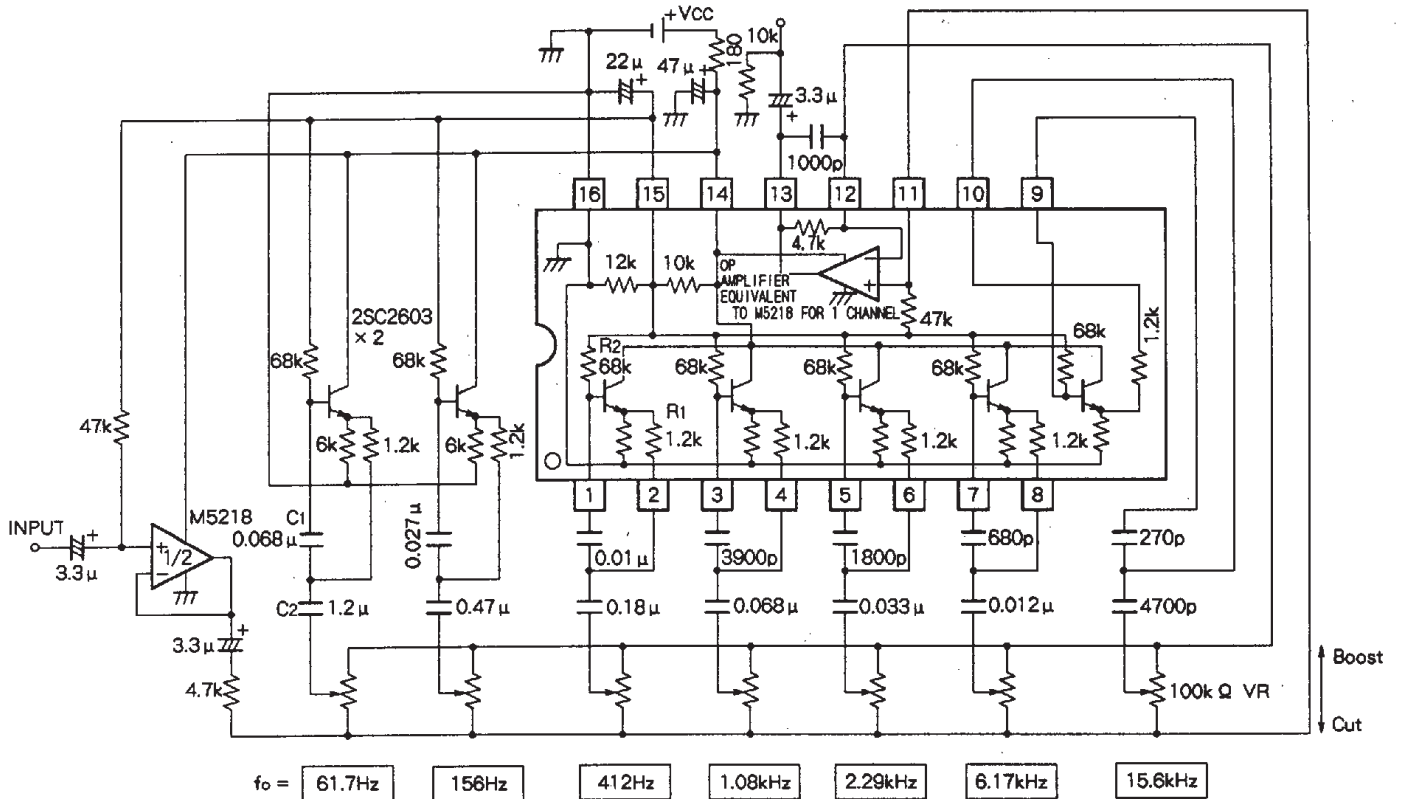 +VCC
10k
180
22μ
47μ
3.3μ
1000p
16
15
14
13
12
11
10
9
4.7k
12k
10k
OP
AMPLIFIER
EQUIVALENT
TO M5218 FOR 1 CHANNEL
47k
2SC2603
× 2
68k
68k
R2
68k
68k
68k
68k
68k
1.2k
47k
6k
1.2k
6k
1.2k
R1
1.2k
1.2k
1.2k
1.2k
1
2
3
4
5
6
7
8
INPUT
3.3μ
M5218
1/2
C1
0.068μ
0.027μ
0.01μ
3900p
1800p
680p
270p
C2
1.2μ
0.47μ
0.18μ
0.068μ
0.033μ
0.012μ
4700p
3.3μ
4.7k
100k Ω VR
Boost
Cut
fo = 61.7Hz 156Hz 412Hz 1.08kHz 2.29kHz 6.17kHz 15.6kHz